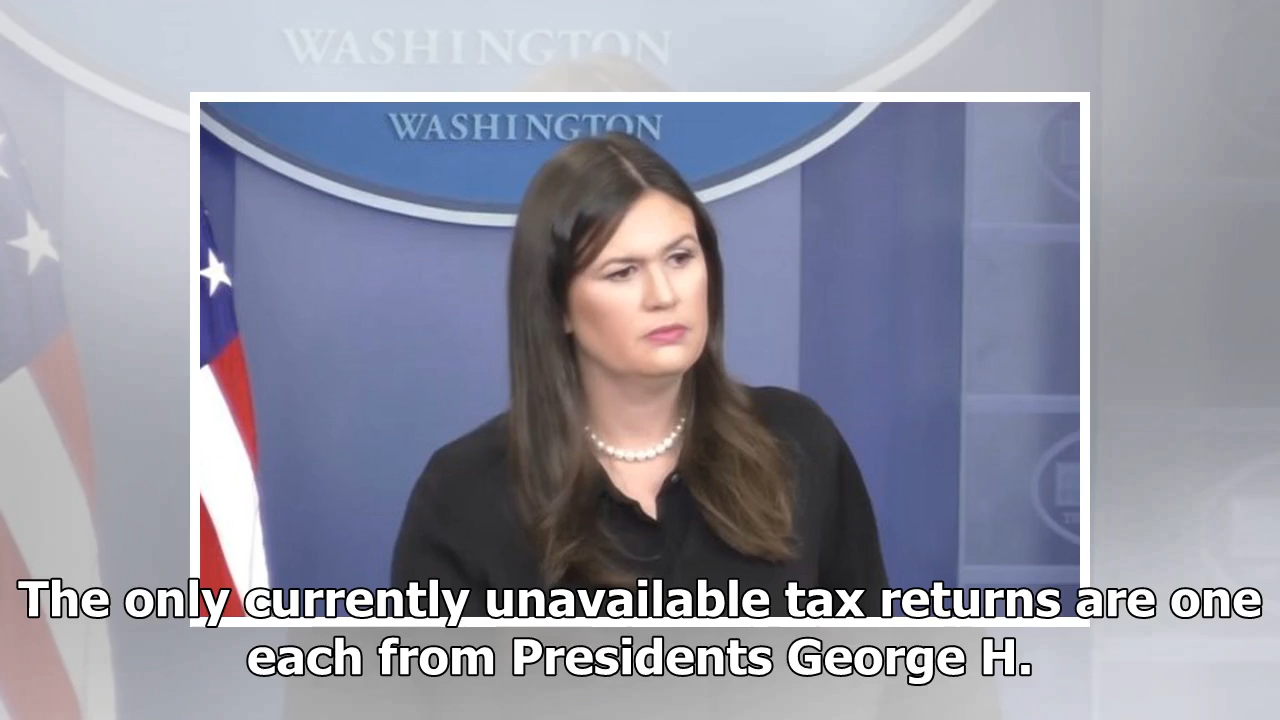 WASHINGTON
WASHINGTON
The only currently unavailable tax returns are one
each from Presidents George H.